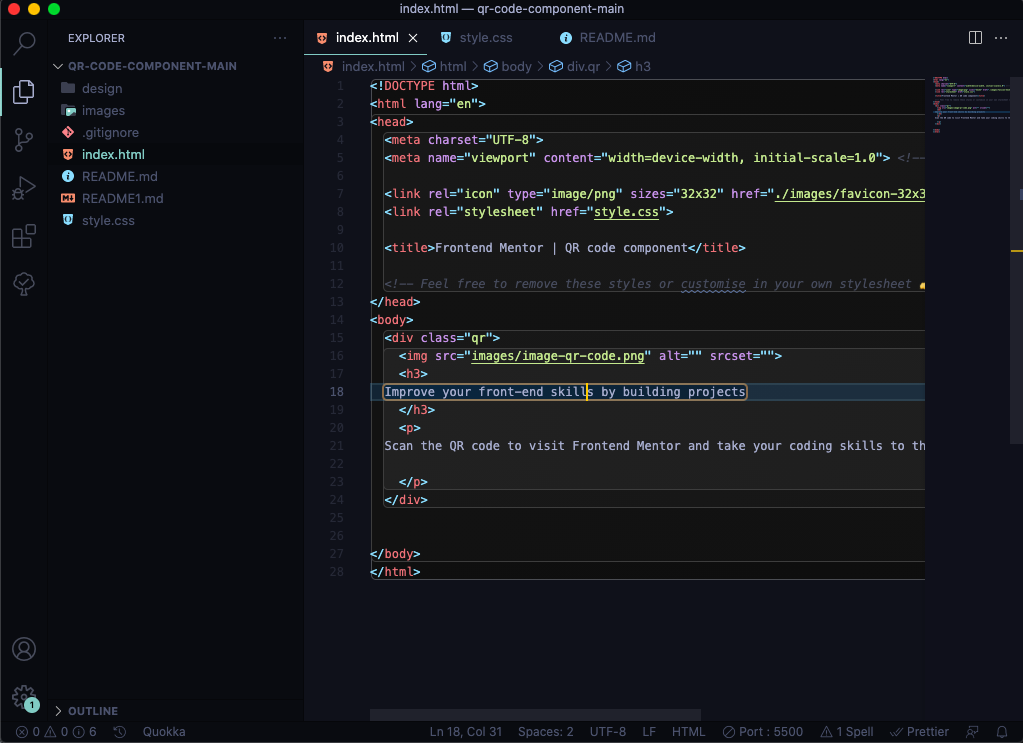 index.html — qr-code-component-main
EXPLORER
index.html
style.css
README.md
QR-CODE-COMPONENT-MAIN
index.html > html > body > div.qr > h3
design
images
.gitignore
index.html
README.md
README1.md
style.css
1 <!DOCTYPE html>
2 <html lang="en">
3 <head>
4 <meta charset="UTF-8">
5 <meta name="viewport" content="width=device-width, initial-scale=1.0"> <!--
6
7 <link rel="icon" type="image/png" sizes="32x32" href="./images/favicon-32x3
8 <link rel="stylesheet" href="style.css">
9
10 <title>Frontend Mentor | QR code component</title>
11
12 <!-- Feel free to remove these styles or customise in your own stylesheet
13 </head>
14 <body>
15 <div class="qr">
16 <img src="images/image-qr-code.png" alt="" srcset="">
17 <h3>
18 Improve your front-end skills by building projects
19 </h3>
20 <p>
21 Scan the QR code to visit Frontend Mentor and take your coding skills to th
22
23 </p>
24 </div>
25
26
27 </body>
28 </html>
1
OUTLINE
0 0 6 Quokka Ln 18, Col 31 Spaces: 2 UTF-8 LF HTML Port : 5500 1 Spell Prettier